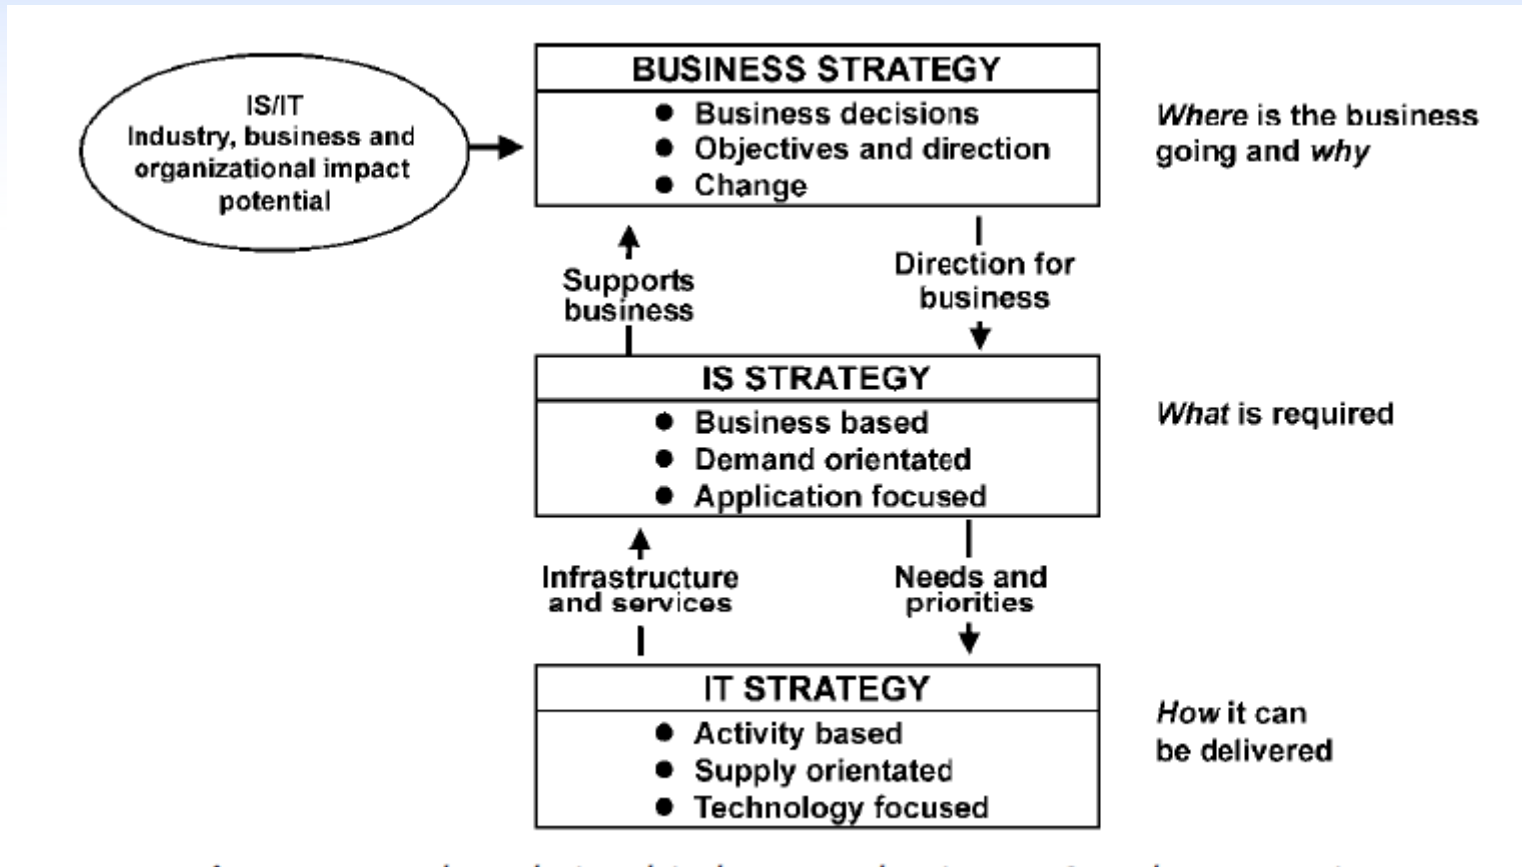 BUSINESS STRATEGY
IS/IT
Industry, business and
organizational impact
potential
● Business decisions
● Objectives and direction
● Change
Where is the business
going and why
Supports
business
Direction for
business
IS STRATEGY
● Business based
● Demand orientated
● Application focused
What is required
Infrastructure
and services
Needs and
priorities
IT STRATEGY
● Activity based
● Supply orientated
● Technology focused
How it can
be delivered